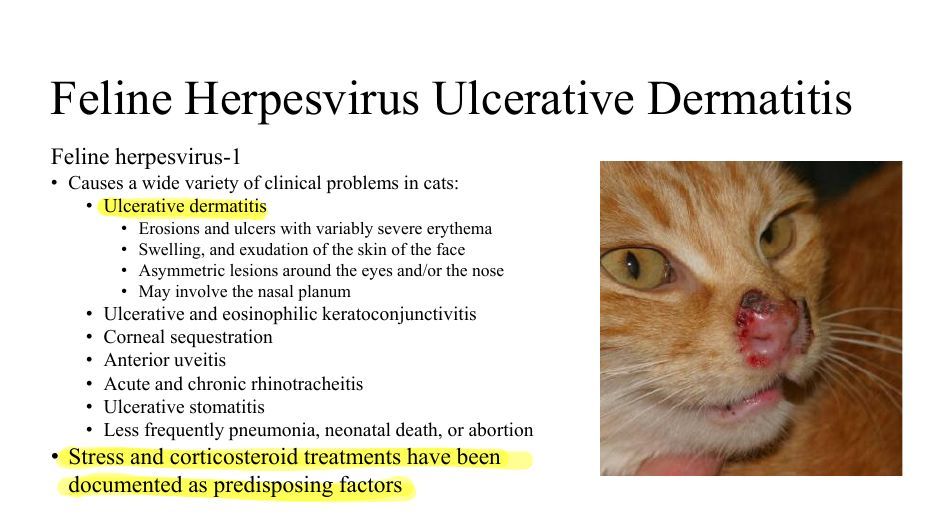 Feline Herpesvirus Ulcerative Dermatitis
Feline herpesvirus-1
• Causes a wide variety of clinical problems in cats:
• Ulcerative dermatitis
• Erosions and ulcers with variably severe erythema
• Swelling, and exudation of the skin of the face
• Asymmetric lesions around the eyes and/or the nose
• May involve the nasal planum
• Ulcerative and eosinophilic keratoconjunctivitis
• Corneal sequestration
• Anterior uveitis
• Acute and chronic rhinotracheitis
• Ulcerative stomatitis
• Less frequently pneumonia, neonatal death, or abortion
• Stress and corticosteroid treatments have been
documented as predisposing factors